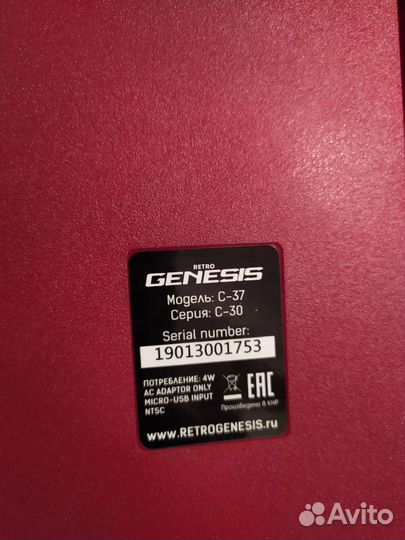 RETRO
GENESIS
Модель: C-37
Серия: C-30
Serial number:
19013001753
ПОТРЕБЛЕНИЕ: 4W
AC ADAPTOR ONLY
MICRO-USB INPUT
NTSC
EAC
Произведено в КНР
www.RETROGENESIS.ru
Avito